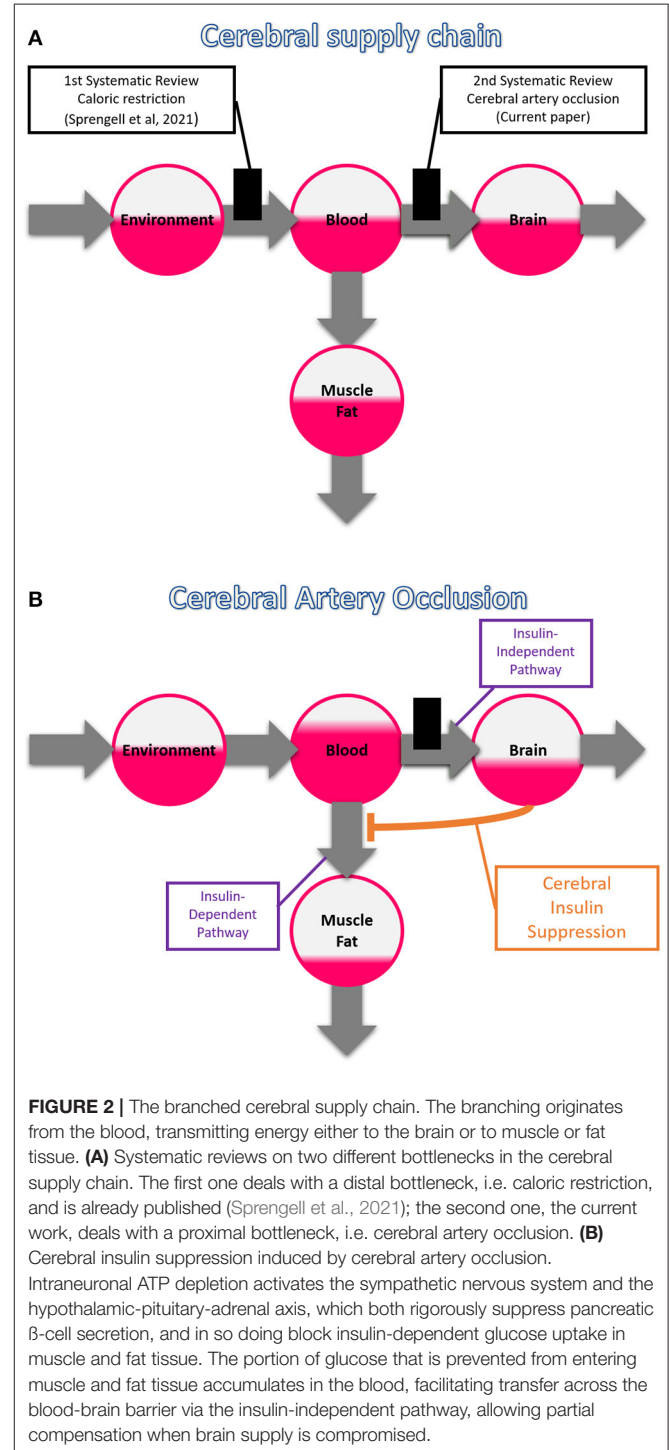 A
Cerebral supply chain
1st Systematic Review
Caloric restriction
(Sprengell et al, 2021)
2nd Systematic Review
Cerebral artery occlusion
(Current paper)
Environment
Blood
Brain
Muscle
Fat
B
Cerebral Artery Occlusion
Insulin-
Independent
Pathway
Environment
Blood
Brain
Insulin-
Dependent
Pathway
Muscle
Fat
Cerebral
Insulin
Suppression
FIGURE 2 | The branched cerebral supply chain. The branching originates
from the blood, transmitting energy either to the brain or to muscle or fat
tissue. (A) Systematic reviews on two different bottlenecks in the cerebral
supply chain. The first one deals with a distal bottleneck, i.e. caloric restriction,
and is already published (Sprengell et al., 2021); the second one, the current
work, deals with a proximal bottleneck, i.e. cerebral artery occlusion. (B)
Cerebral insulin suppression induced by cerebral artery occlusion.
Intraneuronal ATP depletion activates the sympathetic nervous system and the
hypothalamic-pituitary-adrenal axis, which both rigorously suppress pancreatic
ß-cell secretion, and in so doing block insulin-dependent glucose uptake in
muscle and fat tissue. The portion of glucose that is prevented from entering
muscle and fat tissue accumulates in the blood, facilitating transfer across the
blood-brain barrier via the insulin-independent pathway, allowing partial
compensation when brain supply is compromised.